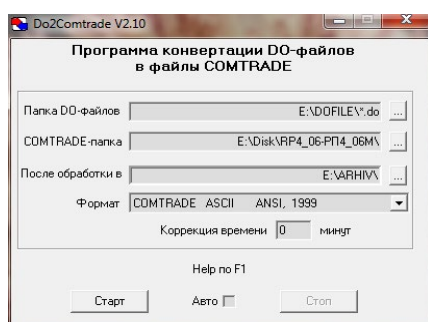 Do2Comtrade V2.10
Программа конвертации DO-файлов
в файлы COMTRADE
Папка DO-файлов E:\DOFILE\*.do ...
COMTRADE-папка E:\Disk\RP4_06-РП4_06М\ ...
После обработки в E:\ARHIV\ ...
Формат COMTRADE ASCII ANSI, 1999
Коррекция времени 0 минут
Help по F1
Старт Авто Стоп